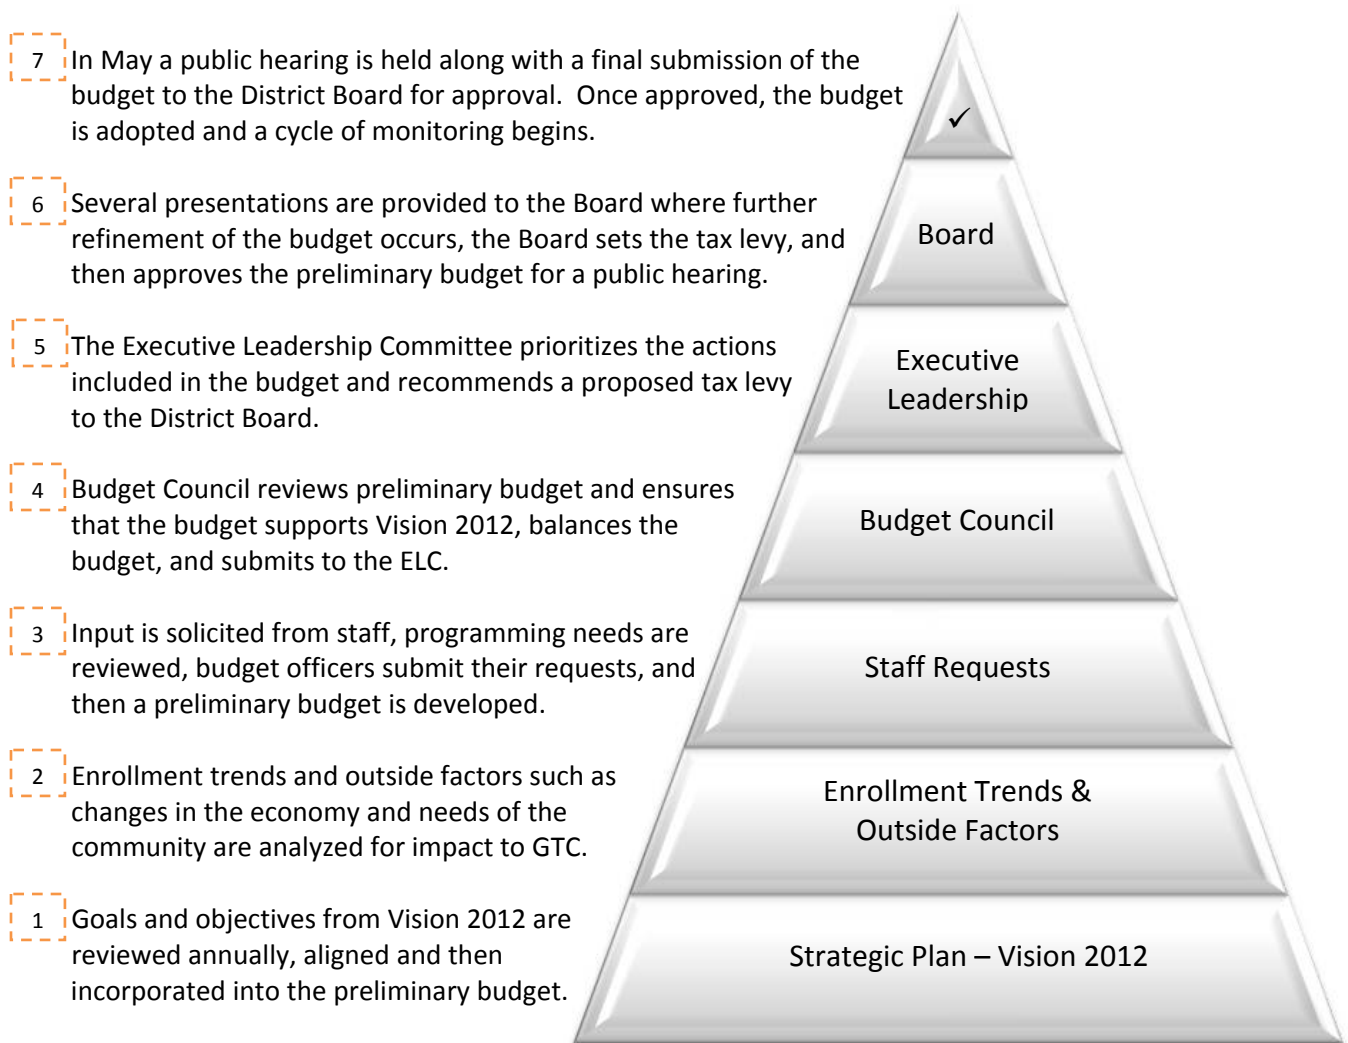 7 In May a public hearing is held along with a final submission of the
budget to the District Board for approval.  Once approved, the budget
is adopted and a cycle of monitoring begins.
✓
6 Several presentations are provided to the Board where further
refinement of the budget occurs, the Board sets the tax levy, and
then approves the preliminary budget for a public hearing.
Board
5 The Executive Leadership Committee prioritizes the actions
included in the budget and recommends a proposed tax levy
to the District Board.
Executive
Leadership
4 Budget Council reviews preliminary budget and ensures
that the budget supports Vision 2012, balances the
budget, and submits to the ELC.
Budget Council
3 Input is solicited from staff, programming needs are
reviewed, budget officers submit their requests, and
then a preliminary budget is developed.
Staff Requests
2 Enrollment trends and outside factors such as
changes in the economy and needs of the
community are analyzed for impact to GTC.
Enrollment Trends &
Outside Factors
1 Goals and objectives from Vision 2012 are
reviewed annually, aligned and then
incorporated into the preliminary budget.
Strategic Plan – Vision 2012